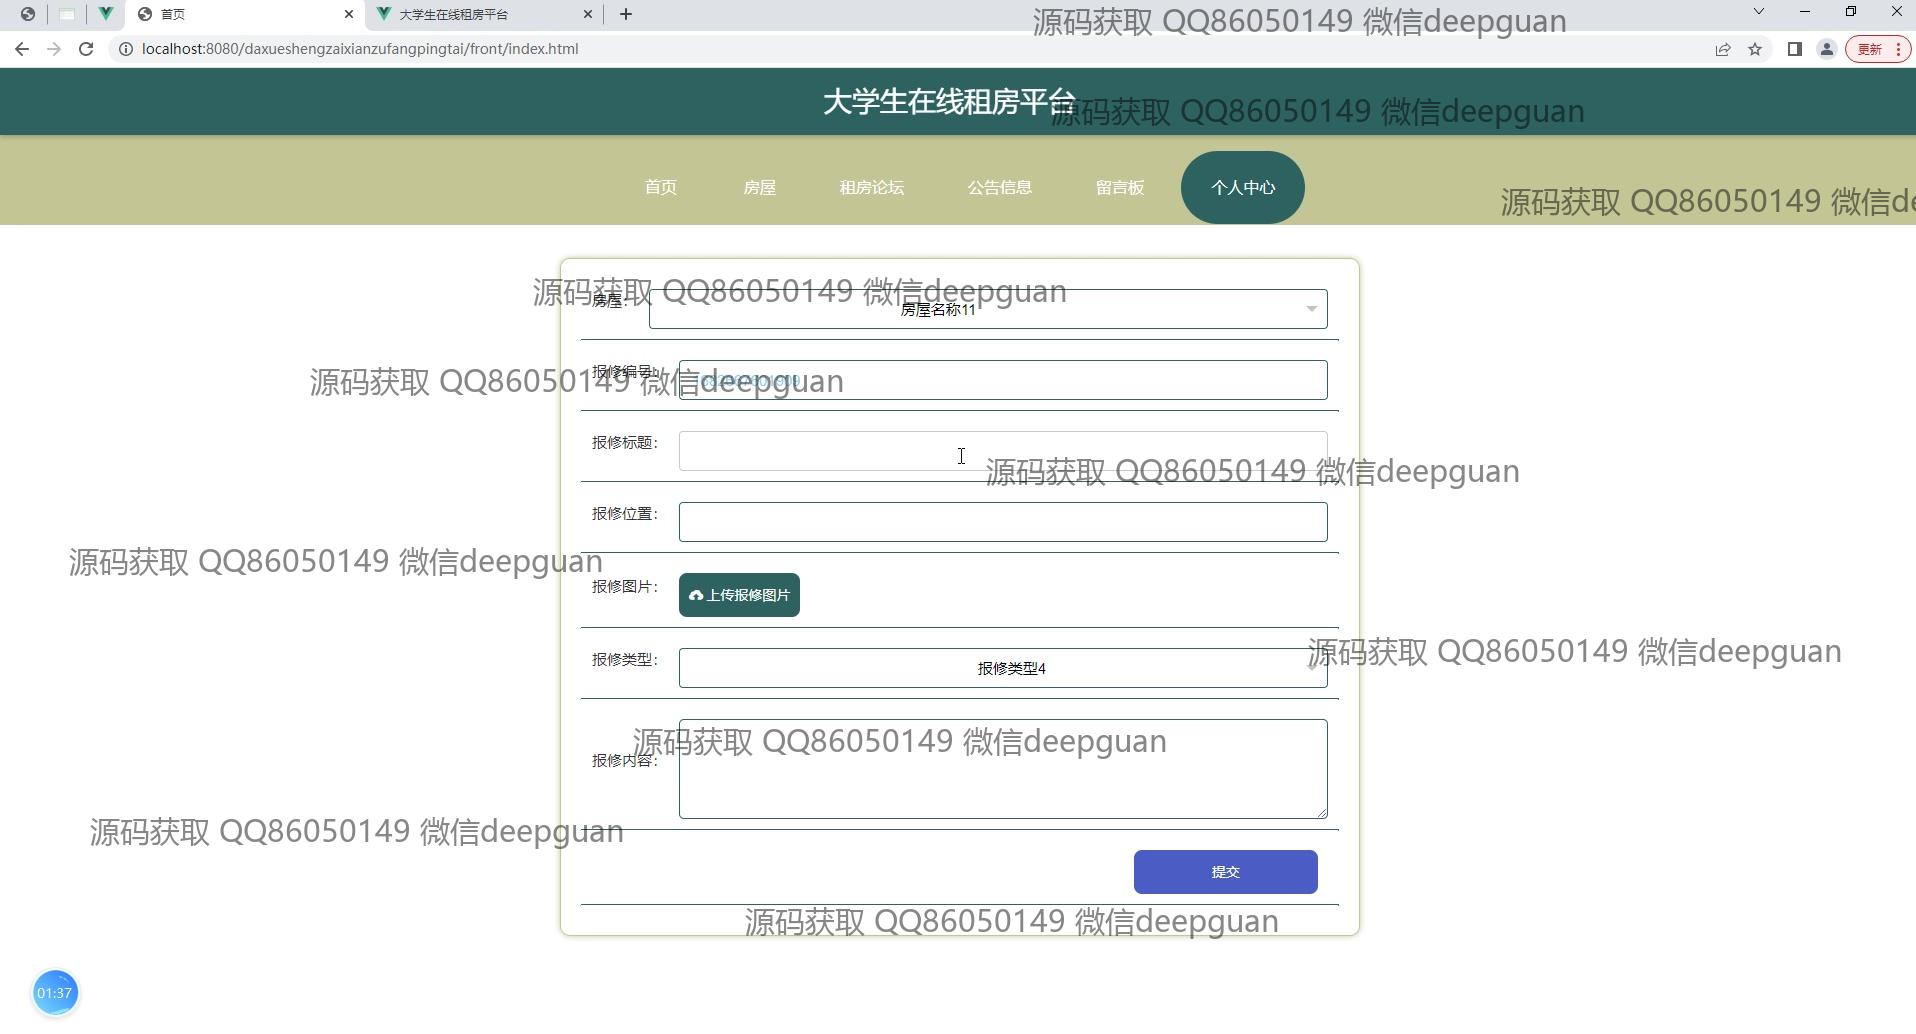 首页
大学生在线租房平台
源码获取 QQ86050149 微信deepguan
localhost:8080/daxueshengzaixianzufangpingtai/front/index.html
更新
大学生在线租房平台
源码获取 QQ86050149 微信deepguan
首页 房屋 租房论坛 公告信息 留言板 个人中心
源码获取 QQ86050149 微信de
源码获取 QQ86050149 微信deepguan
房屋：
房屋名称11
报修编号：
源码获取 QQ86050149 微信deepguan
报修标题：
源码获取 QQ86050149 微信deepguan
报修位置：
源码获取 QQ86050149 微信deepguan
报修图片：
上传报修图片
报修类型：
报修类型4
源码获取 QQ86050149 微信deepguan
源码获取 QQ86050149 微信deepguan
报修内容：
源码获取 QQ86050149 微信deepguan
提交
源码获取 QQ86050149 微信deepguan
01:37